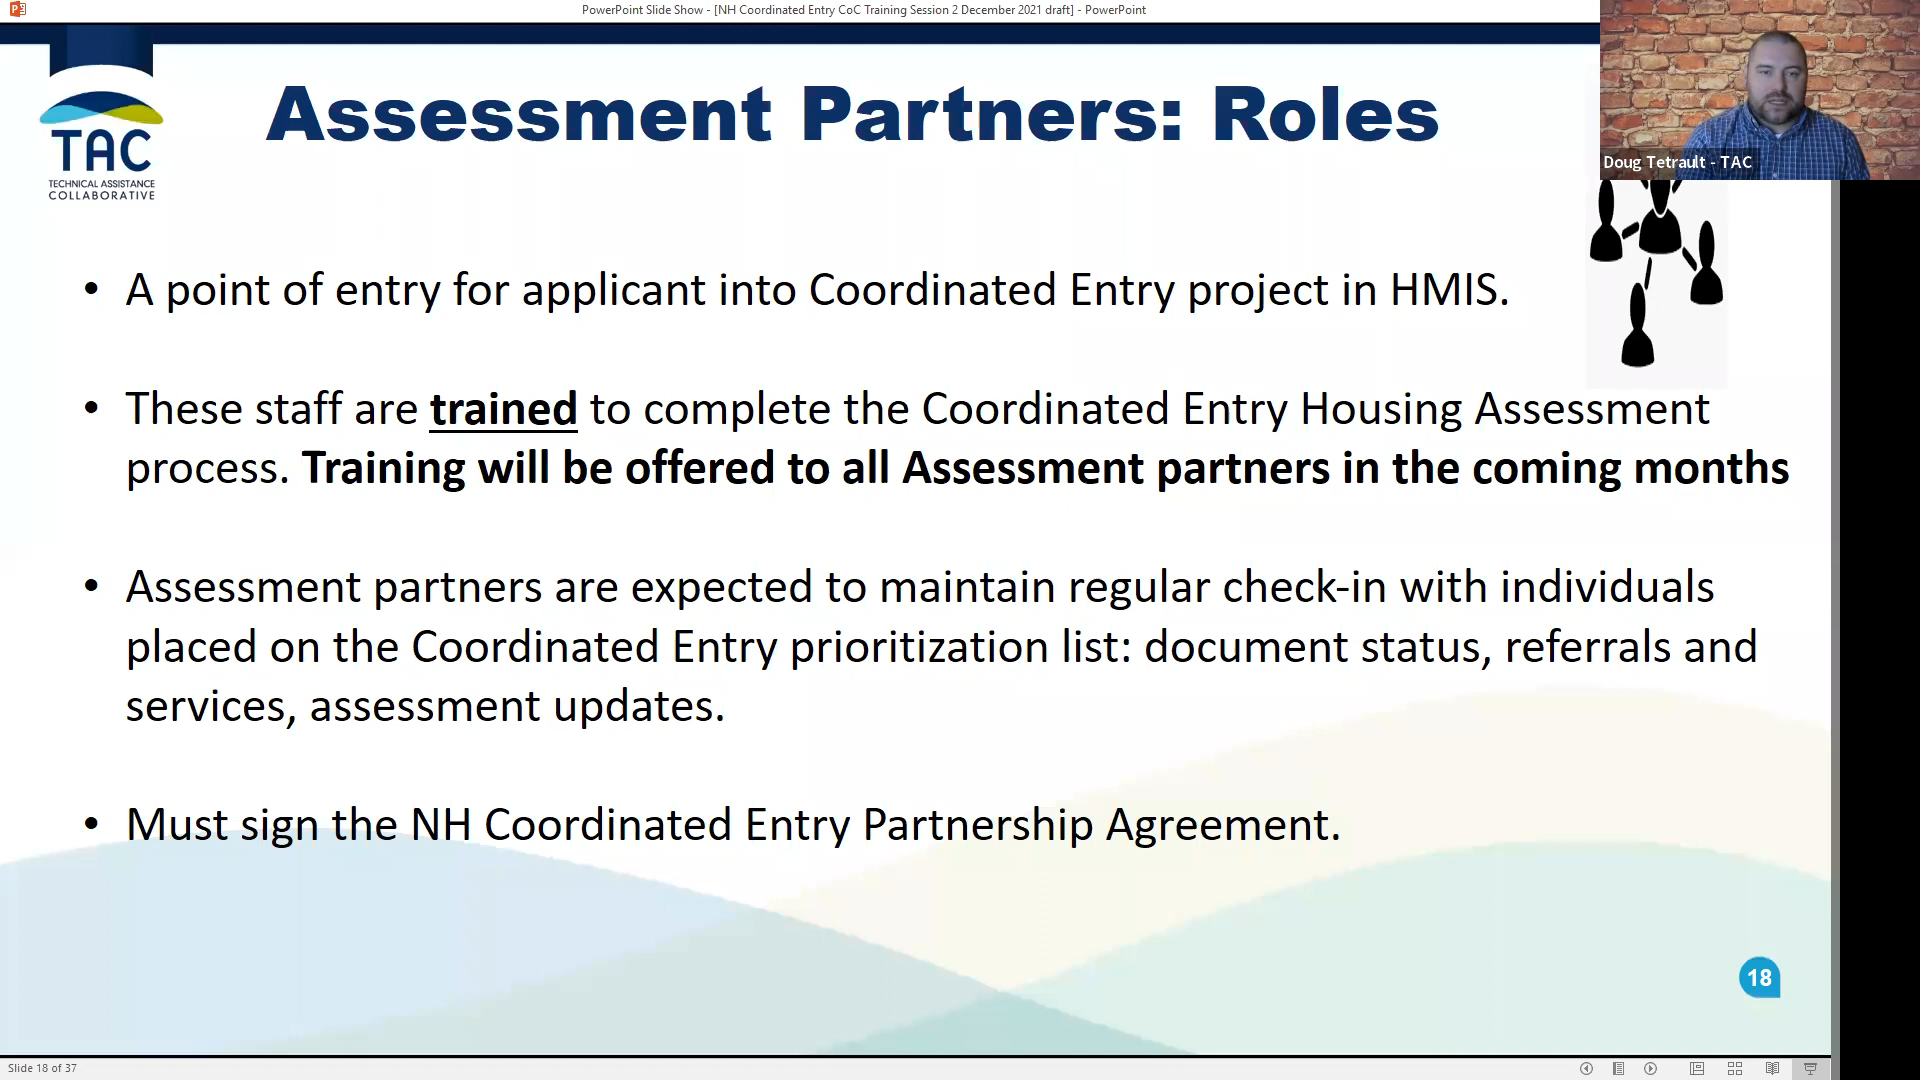 PowerPoint Slide Show - [NH Coordinated Entry CoC Training Session 2 December 2021 draft] - PowerPoint
Assessment Partners: Roles
TAC
TECHNICAL ASSISTANCE
COLLABORATIVE
Doug Tetrault - TAC
• A point of entry for applicant into Coordinated Entry project in HMIS.
• These staff are trained to complete the Coordinated Entry Housing Assessment
process. Training will be offered to all Assessment partners in the coming months
• Assessment partners are expected to maintain regular check-in with individuals
placed on the Coordinated Entry prioritization list: document status, referrals and
services, assessment updates.
• Must sign the NH Coordinated Entry Partnership Agreement.
18
Slide 18 of 37